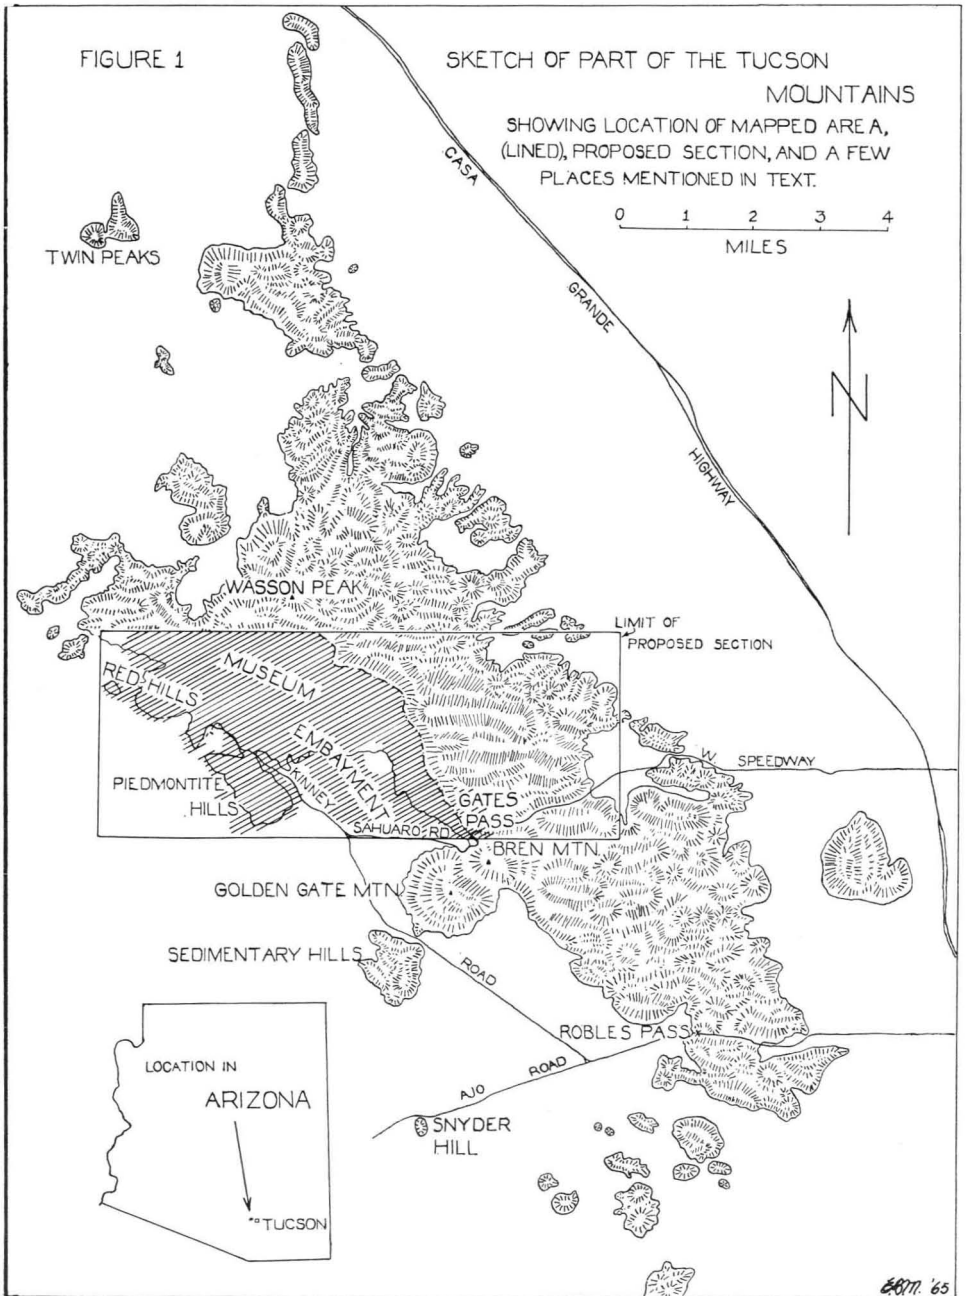 FIGURE 1
SKETCH OF PART OF THE TUCSON
MOUNTAINS
SHOWING LOCATION OF MAPPED AREA,
(LINED), PROPOSED SECTION, AND A FEW
PLACES MENTIONED IN TEXT.
0 1 2 3 4
MILES
CASA
GRANDE
HIGHWAY
N
TWIN PEAKS
WASSON PEAK
LIMIT OF
PROPOSED SECTION
MUSEUM
EMBAYMENT
RED HILLS
PIEDMONTITE
HILLS
KINNEY
SAHUARO RD.
GATES
PASS
W. SPEEDWAY
BREN MTN.
GOLDEN GATE MTN.
SEDIMENTARY HILLS
ROAD
ROBLES PASS
AJO ROAD
SNYDER
HILL
LOCATION IN
ARIZONA
TUCSON
E.B.M. '65